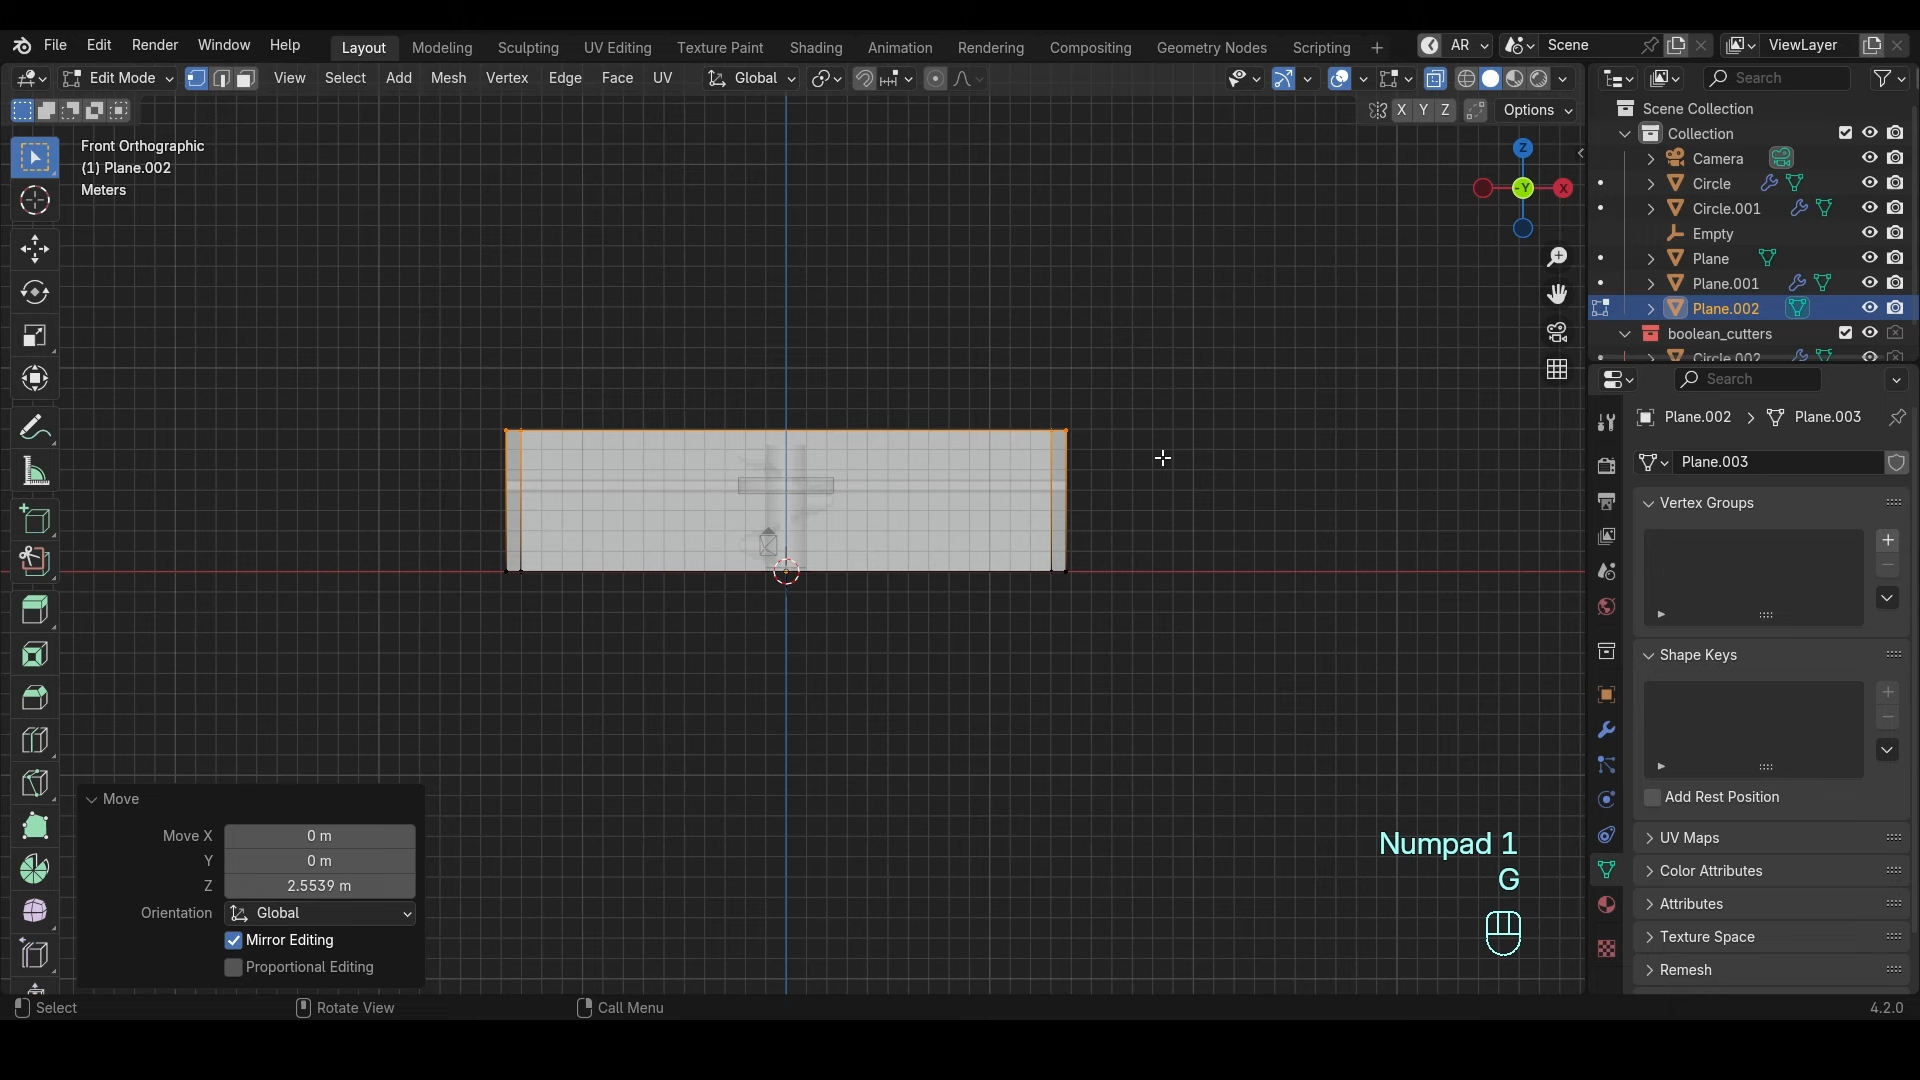 File Edit Render Window Help Layout Modeling Sculpting UV Editing Texture Paint Shading Animation Rendering Compositing Geometry Nodes Scripting + AR Scene ViewLayer
Edit Mode View Select Add Mesh Vertex Edge Face UV Global Search
X Y Z Options
Front Orthographic
(1) Plane.002
Meters
Z
-Y X
Scene Collection
Collection
Camera
Circle
Circle.001
Empty
Plane
Plane.001
Plane.002
boolean_cutters
Circle.002
Search
Plane.002 > Plane.003
Plane.003
Vertex Groups
Shape Keys
Add Rest Position
UV Maps
Color Attributes
Attributes
Texture Space
Remesh
Move
Move X 0 m
Y 0 m
Z 2.5539 m
Orientation Global
Mirror Editing
Proportional Editing
Numpad 1
G
Select Rotate View Call Menu 4.2.0